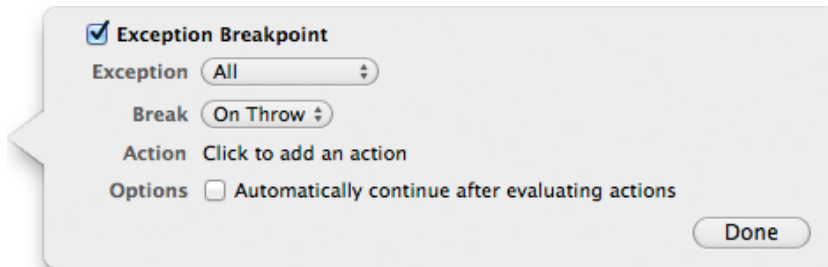 Exception Breakpoint
Exception All
Break On Throw
Action Click to add an action
Options Automatically continue after evaluating actions
Done